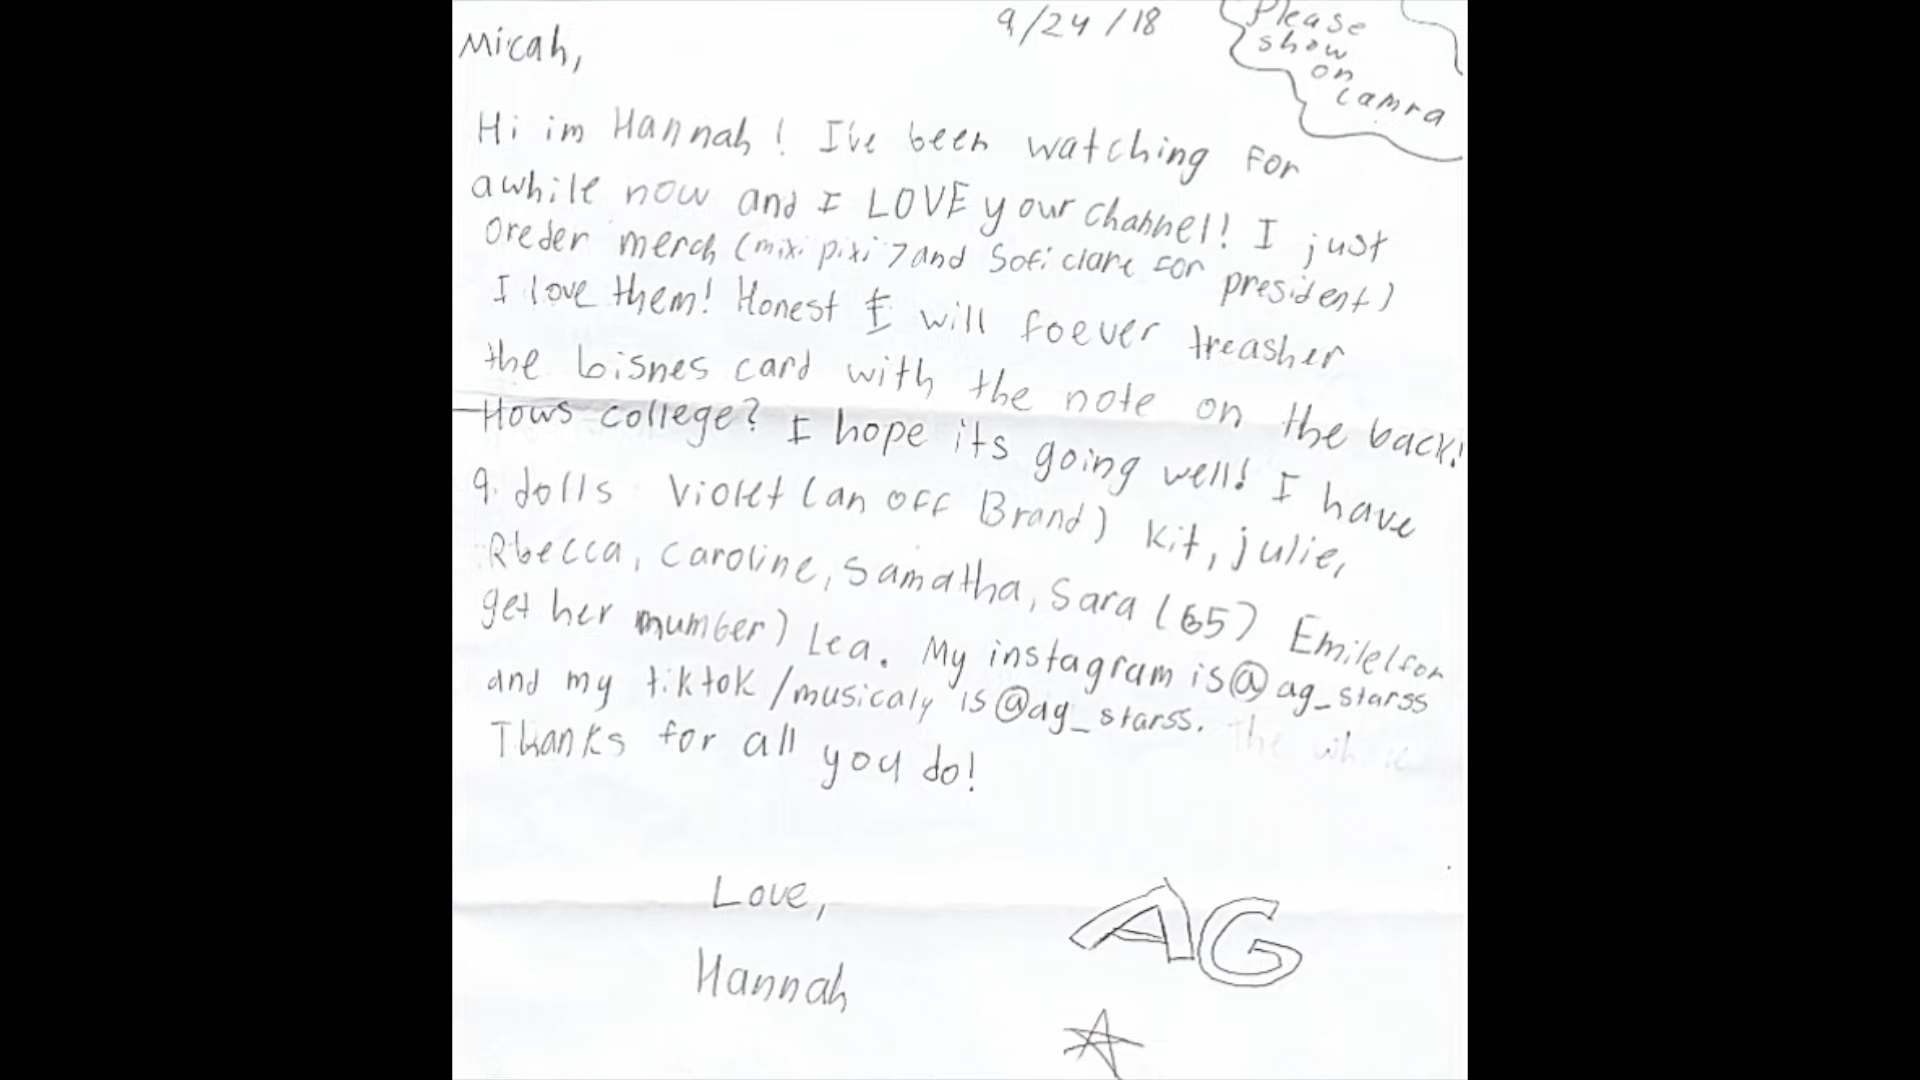 9/24/18
Please
show
on
camra
Micah,
Hi im Hannah! I've been watching for
awhile now and I LOVE your channel! I just
oreder merch (mixi pixi 7 and Sofi clare for president)
I love them! Honest I will foever treasher
the bisnes card with the note on the back!
Hows college? I hope its going well! I have
9 dolls Violet (an off Brand) Kit, julie,
Rbecca, caroline, samatha, Sara (65) Emile(for
get her mumber) Lea. My instagram is @ag_starss
and my tiktok/musicaly is @ag_starss. The
Thanks for all you do!
Love,
Hannah
AG